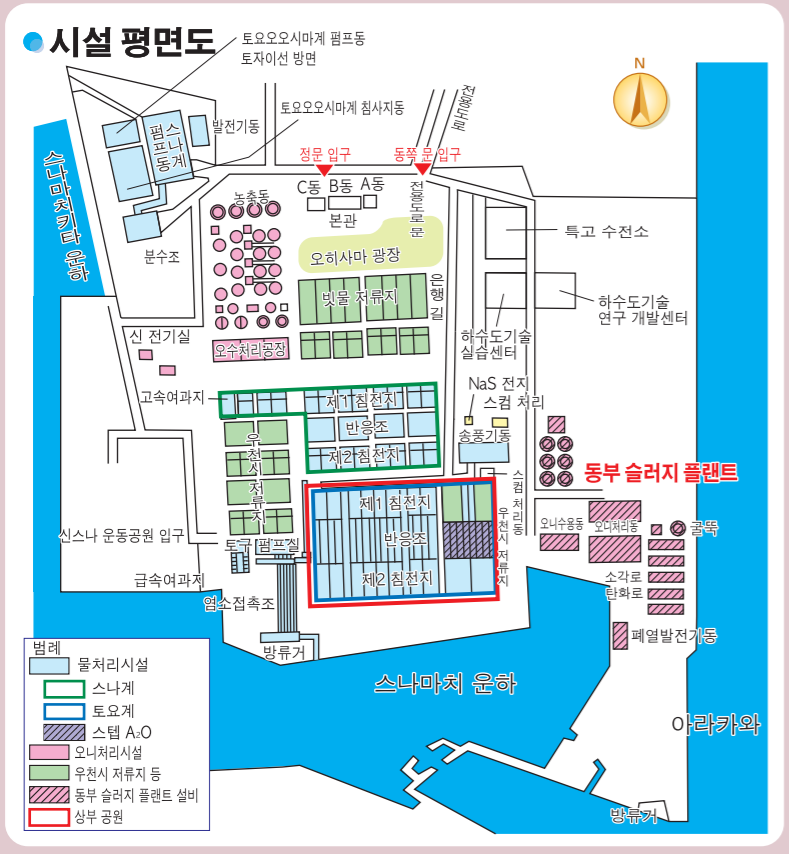 시설 평면도
토요오오시마계 펌프동
토자이선 방면
토요오오시마계 침사지동
발전기동
스나계
펌프동
전용도로
N
스나마치키타 운하
정문 입구
동쪽 문 입구
C동
B동
A동
본관
전용도로 문
농축동
분수조
오히사마 광장
특고 수전소
빗물 저류지
은행길
하수도기술
연구 개발센터
하수도기술
실습센터
신 전기실
오수처리공장
고속여과지
제1 침전지
반응조
제2 침전지
NaS 전지
스컴 처리
송풍기동
우천시 저류지
동부 슬러지 플랜트
스컴 처리동
제1 침전지
반응조
제2 침전지
우천시 저류지
오니수용동
오니처리동
굴뚝
신스나 운동공원 입구
토구 펌프실
급속여과지
염소접촉조
소각로
탄화로
방류거
폐열발전기동
스나마치 운하
아라카와
방류거
범례
물처리시설
스나계
토요계
스텝 A₂O
오니처리시설
우천시 저류지 등
동부 슬러지 플랜트 설비
상부 공원